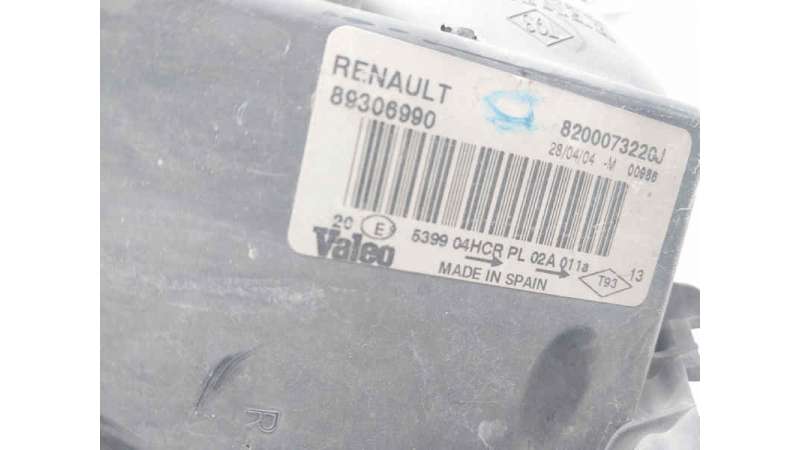 RENAULT
89306990
8200073220J
28/04/04 -M 00986
20 E 5399 04HCR PL 02A 011a
Valeo MADE IN SPAIN T93 13
R